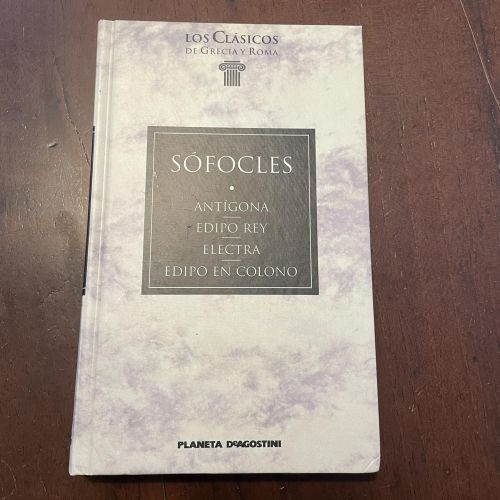 LOS CLÁSICOS
DE GRECIA Y ROMA
SÓFOCLES
ANTÍGONA
EDIPO REY
ELECTRA
EDIPO EN COLONO
PLANETA DEAGOSTINI